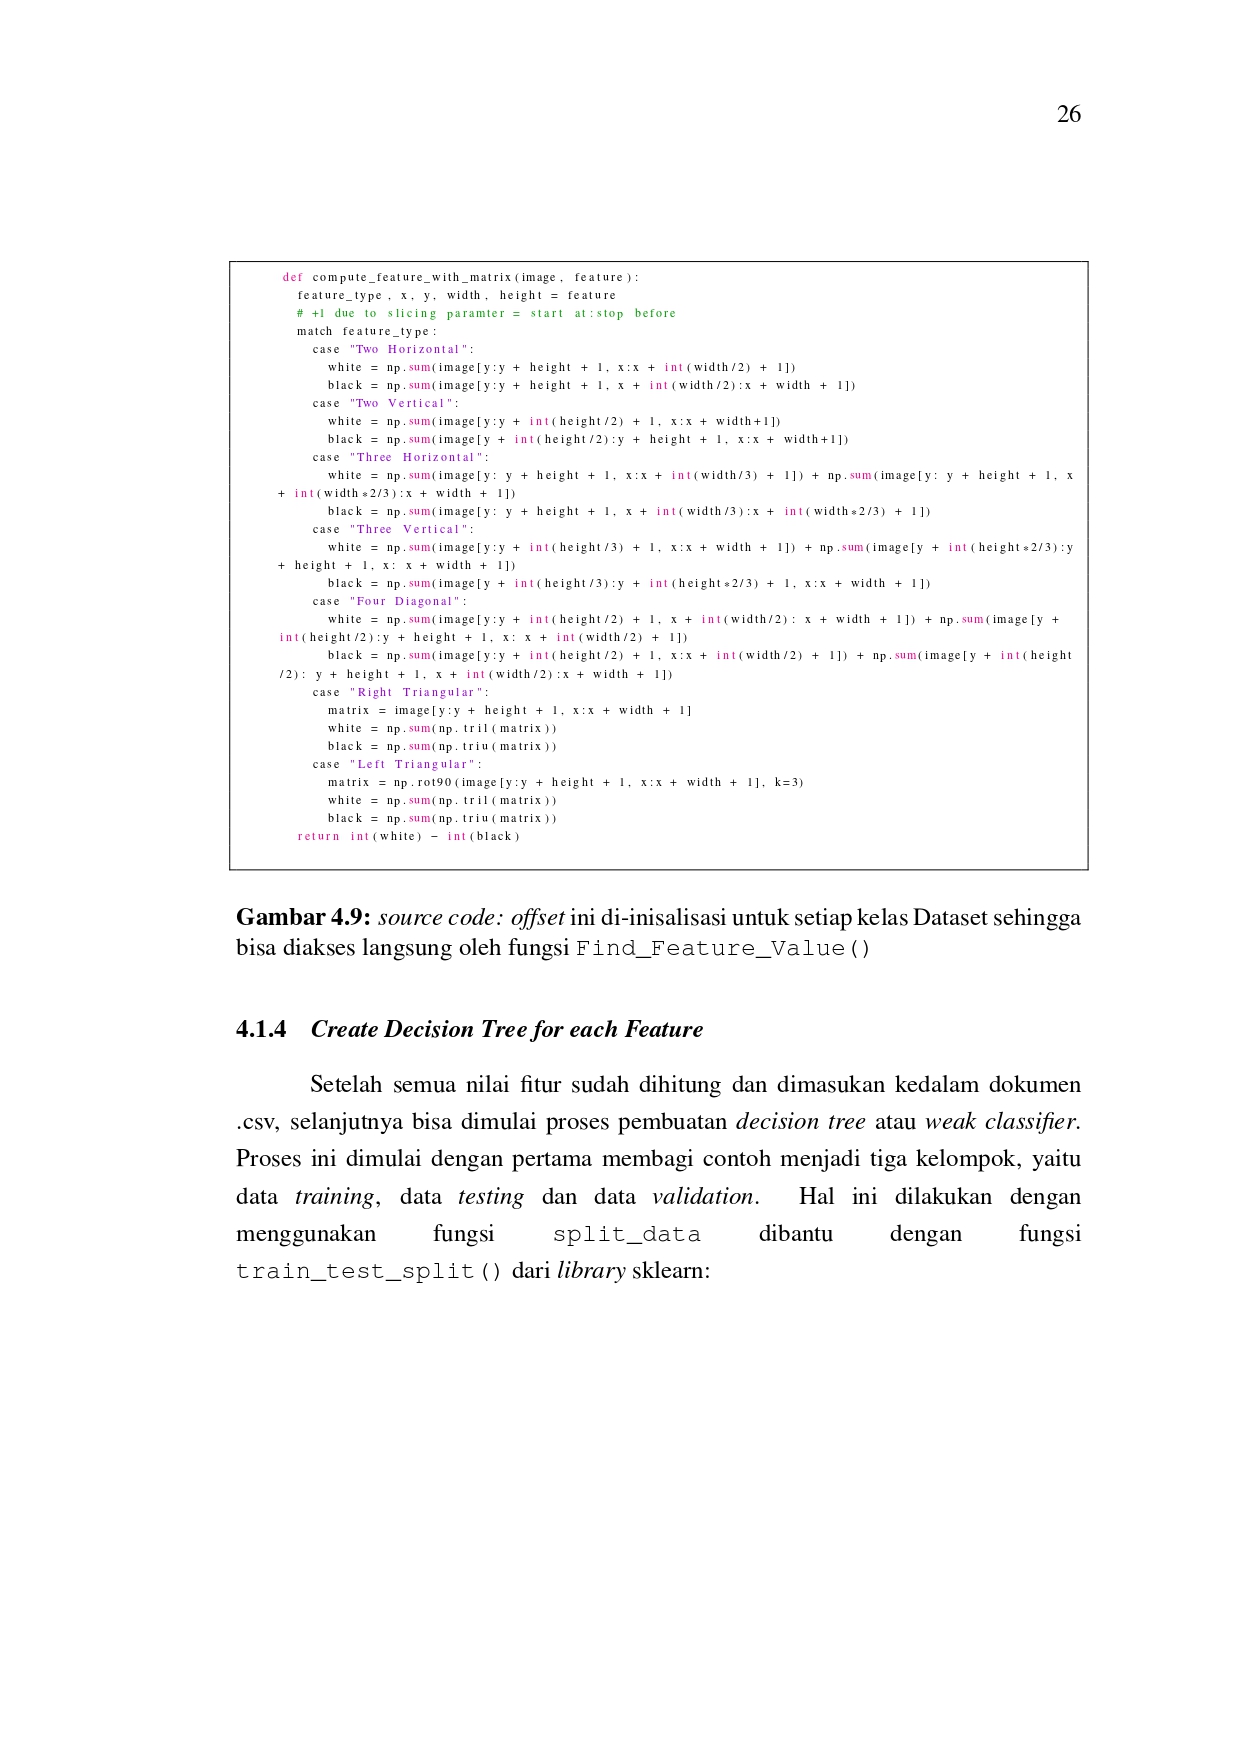 26
def compute_feature_with_matrix(image, feature):
feature_type, x, y, width, height = feature
# +1 due to slicing paramter = start at:stop before
match feature_type:
case "Two Horizontal":
white = np.sum(image[y:y + height + 1, x:x + int(width/2) + 1])
black = np.sum(image[y:y + height + 1, x + int(width/2):x + width + 1])
case "Two Vertical":
white = np.sum(image[y:y + int(height/2) + 1, x:x + width+1])
black = np.sum(image[y + int(height/2):y + height + 1, x:x + width+1])
case "Three Horizontal":
white = np.sum(image[y: y + height + 1, x:x + int(width/3) + 1]) + np.sum(image[y: y + height + 1, x
+ int(width*2/3):x + width + 1])
black = np.sum(image[y: y + height + 1, x + int(width/3):x + int(width*2/3) + 1])
case "Three Vertical":
white = np.sum(image[y:y + int(height/3) + 1, x:x + width + 1]) + np.sum(image[y + int(height*2/3):y
+ height + 1, x: x + width + 1])
black = np.sum(image[y + int(height/3):y + int(height*2/3) + 1, x:x + width + 1])
case "Four Diagonal":
white = np.sum(image[y:y + int(height/2) + 1, x + int(width/2): x + width + 1]) + np.sum(image[y +
int(height/2):y + height + 1, x: x + int(width/2) + 1])
black = np.sum(image[y:y + int(height/2) + 1, x:x + int(width/2) + 1]) + np.sum(image[y + int(height
/2): y + height + 1, x + int(width/2):x + width + 1])
case "Right Triangular":
matrix = image[y:y + height + 1, x:x + width + 1]
white = np.sum(np.tril(matrix))
black = np.sum(np.triu(matrix))
case "Left Triangular":
matrix = np.rot90(image[y:y + height + 1, x:x + width + 1], k=3)
white = np.sum(np.tril(matrix))
black = np.sum(np.triu(matrix))
return int(white) − int(black)
Gambar 4.9: source code: offset ini di-inisalisasi untuk setiap kelas Dataset sehingga
bisa diakses langsung oleh fungsi Find_Feature_Value()
4.1.4 Create Decision Tree for each Feature
Setelah semua nilai fitur sudah dihitung dan dimasukan kedalam dokumen
.csv, selanjutnya bisa dimulai proses pembuatan decision tree atau weak classifier.
Proses ini dimulai dengan pertama membagi contoh menjadi tiga kelompok, yaitu
data training, data testing dan data validation. Hal ini dilakukan dengan
menggunakan fungsi split_data dibantu dengan fungsi
train_test_split() dari library sklearn: